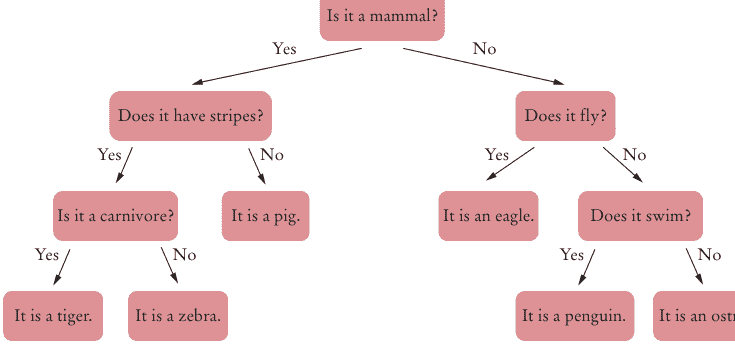 Is it a mammal?
Yes
No
Does it have stripes?
Does it fly?
Yes
No
Yes
No
Is it a carnivore?
It is a pig.
It is an eagle.
Does it swim?
Yes
No
Yes
No
It is a tiger.
It is a zebra.
It is a penguin.
It is an